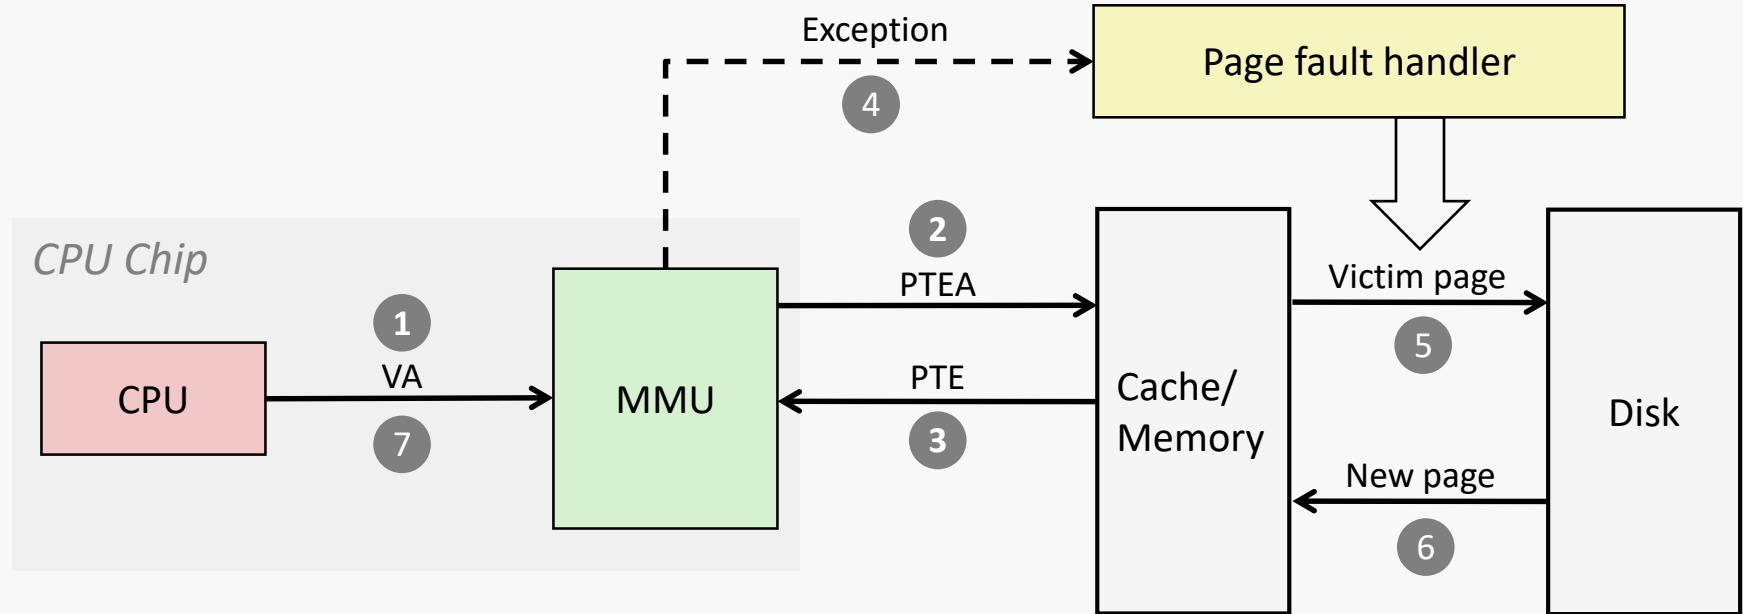 Exception
Page fault handler
4
2
CPU Chip
PTEA
Victim page
1
5
VA
PTE
CPU
MMU
Cache/
Memory
Disk
7
3
New page
6